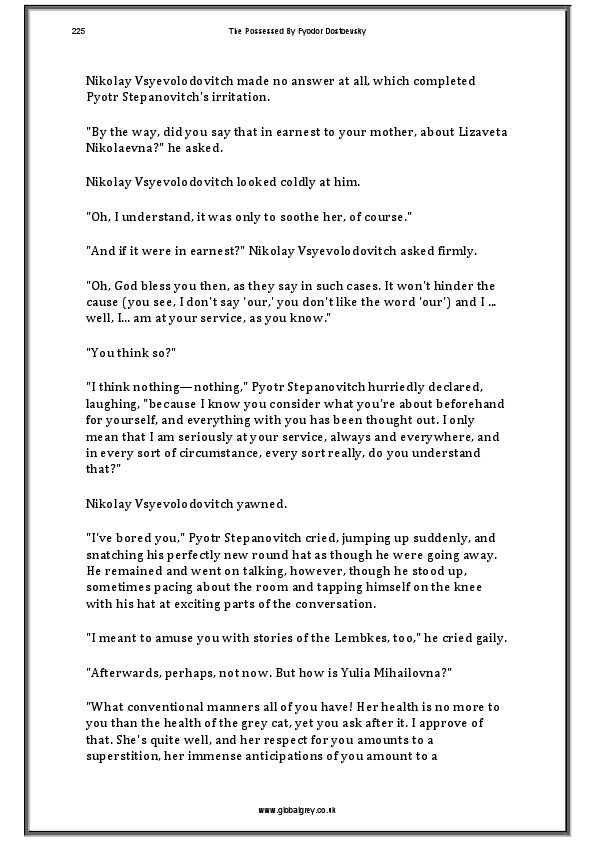 225
The Possessed By Fyodor Dostoevsky
Nikolay Vsyevolodovitch made no answer at all, which completed
Pyotr Stepanovitch's irritation.
"By the way, did you say that in earnest to your mother, about Lizaveta
Nikolaevna?" he asked.
Nikolay Vsyevolodovitch looked coldly at him.
"Oh, I understand, it was only to soothe her, of course."
"And if it were in earnest?" Nikolay Vsyevolodovitch asked firmly.
"Oh, God bless you then, as they say in such cases. It won't hinder the
cause (you see, I don't say 'our,' you don't like the word 'our') and I ...
well, I... am at your service, as you know."
"You think so?"
"I think nothing—nothing," Pyotr Stepanovitch hurriedly declared,
laughing, "because I know you consider what you're about beforehand
for yourself, and everything with you has been thought out. I only
mean that I am seriously at your service, always and everywhere, and
in every sort of circumstance, every sort really, do you understand
that?"
Nikolay Vsyevolodovitch yawned.
"I've bored you," Pyotr Stepanovitch cried, jumping up suddenly, and
snatching his perfectly new round hat as though he were going away.
He remained and went on talking, however, though he stood up,
sometimes pacing about the room and tapping himself on the knee
with his hat at exciting parts of the conversation.
"I meant to amuse you with stories of the Lembkes, too," he cried gaily.
"Afterwards, perhaps, not now. But how is Yulia Mihailovna?"
"What conventional manners all of you have! Her health is no more to
you than the health of the grey cat, yet you ask after it. I approve of
that. She's quite well, and her respect for you amounts to a
superstition, her immense anticipations of you amount to a
www.globalgrey.co.uk